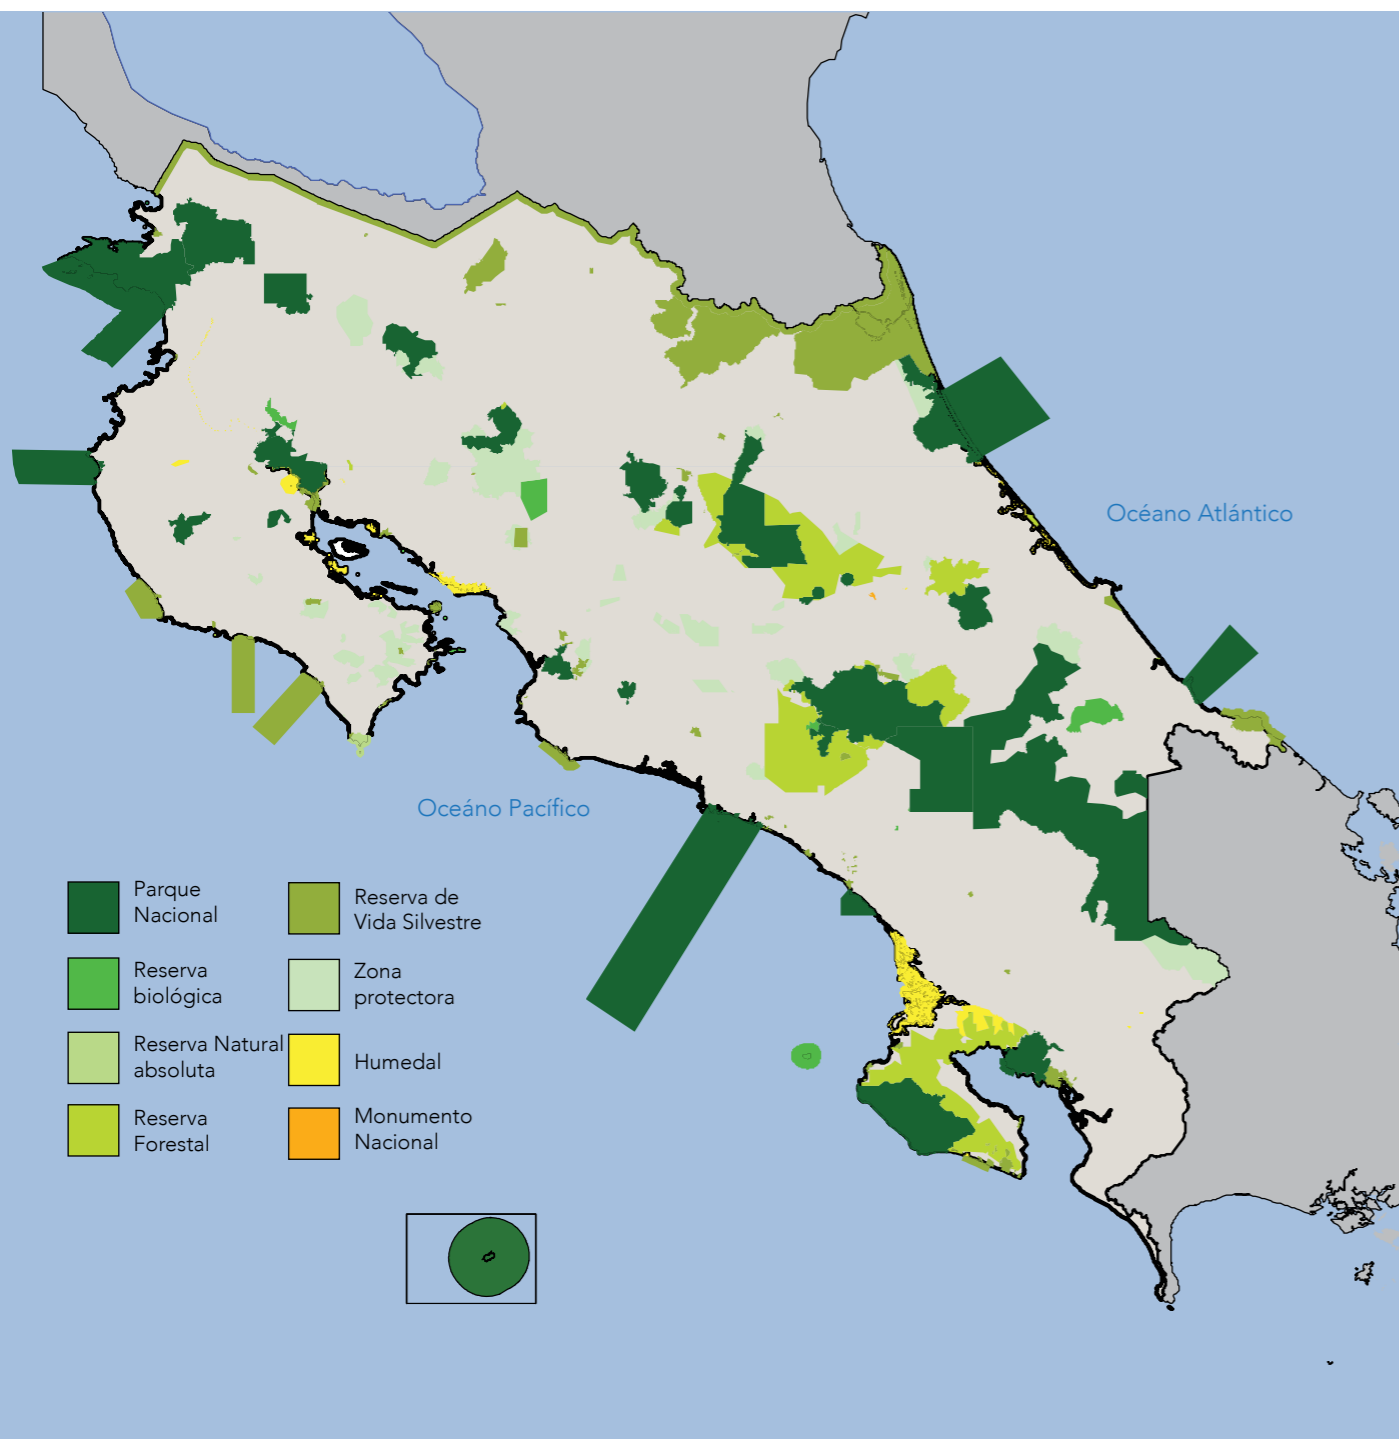 Océano Atlántico
Oceáno Pacífico
Parque
Nacional
Reserva
biológica
Reserva Natural
absoluta
Reserva
Forestal
Reserva de
Vida Silvestre
Zona
protectora
Humedal
Monumento
Nacional